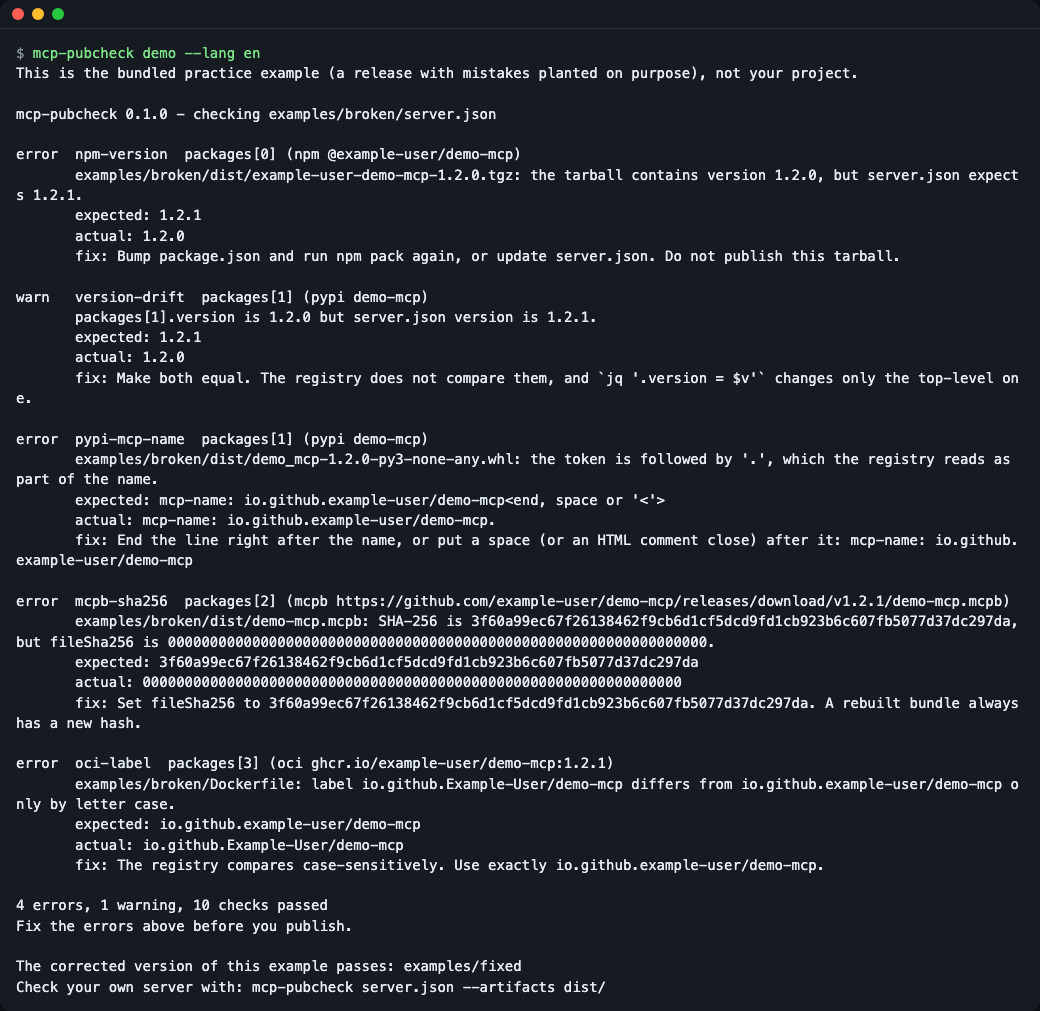 $ mcp-pubcheck demo --lang en
This is the bundled practice example (a release with mistakes planted on purpose), not your project.
mcp-pubcheck 0.1.0 - checking examples/broken/server.json
error  npm-version  packages[0] (npm @example-user/demo-mcp)
examples/broken/dist/example-user-demo-mcp-1.2.0.tgz: the tarball contains version 1.2.0, but server.json expect
s 1.2.1.
expected: 1.2.1
actual: 1.2.0
fix: Bump package.json and run npm pack again, or update server.json. Do not publish this tarball.
warn   version-drift  packages[1] (pypi demo-mcp)
packages[1].version is 1.2.0 but server.json version is 1.2.1.
expected: 1.2.1
actual: 1.2.0
fix: Make both equal. The registry does not compare them, and `jq '.version = $v'` changes only the top-level on
e.
error  pypi-mcp-name  packages[1] (pypi demo-mcp)
examples/broken/dist/demo_mcp-1.2.0-py3-none-any.whl: the token is followed by '.', which the registry reads as
part of the name.
expected: mcp-name: io.github.example-user/demo-mcp<end, space or '<'>
actual: mcp-name: io.github.example-user/demo-mcp.
fix: End the line right after the name, or put a space (or an HTML comment close) after it: mcp-name: io.github.
example-user/demo-mcp
error  mcpb-sha256  packages[2] (mcpb https://github.com/example-user/demo-mcp/releases/download/v1.2.1/demo-mcp.mcpb)
examples/broken/dist/demo-mcp.mcpb: SHA-256 is 3f60a99ec67f26138462f9cb6d1cf5dcd9fd1cb923b6c607fb5077d37dc297da,
but fileSha256 is 0000000000000000000000000000000000000000000000000000000000000000.
expected: 3f60a99ec67f26138462f9cb6d1cf5dcd9fd1cb923b6c607fb5077d37dc297da
actual: 0000000000000000000000000000000000000000000000000000000000000000
fix: Set fileSha256 to 3f60a99ec67f26138462f9cb6d1cf5dcd9fd1cb923b6c607fb5077d37dc297da. A rebuilt bundle always
has a new hash.
error  oci-label  packages[3] (oci ghcr.io/example-user/demo-mcp:1.2.1)
examples/broken/Dockerfile: label io.github.Example-User/demo-mcp differs from io.github.example-user/demo-mcp o
nly by letter case.
expected: io.github.example-user/demo-mcp
actual: io.github.Example-User/demo-mcp
fix: The registry compares case-sensitively. Use exactly io.github.example-user/demo-mcp.
4 errors, 1 warning, 10 checks passed
Fix the errors above before you publish.
The corrected version of this example passes: examples/fixed
Check your own server with: mcp-pubcheck server.json --artifacts dist/